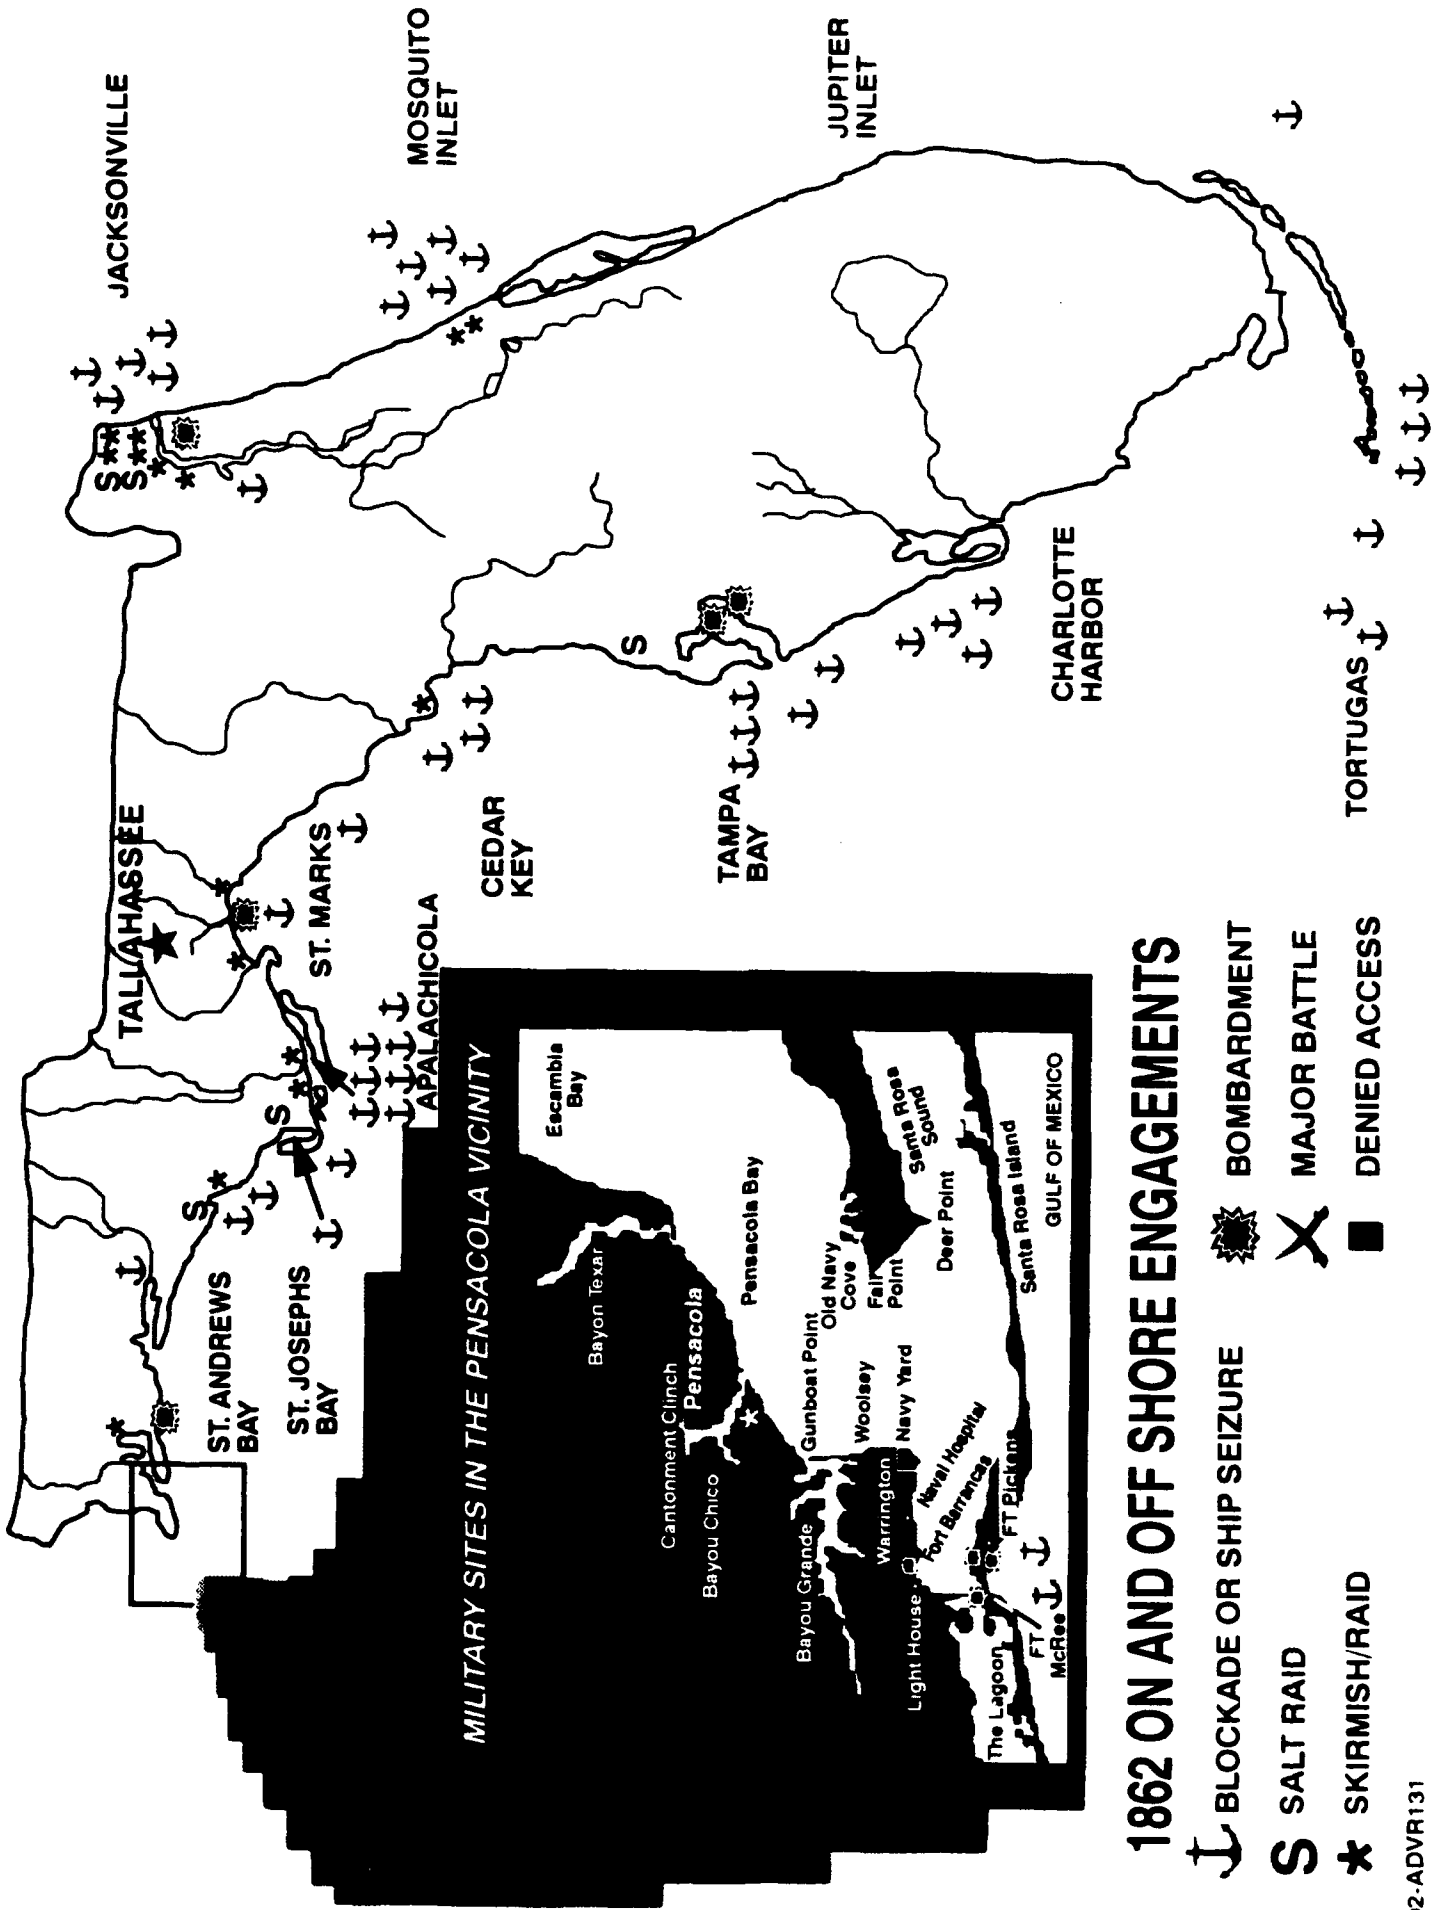 JACKSONVILLE
MOSQUITO
INLET
JUPITER
INLET
TALLAHASSEE
ST. MARKS
APALACHICOLA
CEDAR
KEY
TAMPA
BAY
CHARLOTTE
HARBOR
TORTUGAS
ST. ANDREWS
BAY
ST. JOSEPHS
BAY
S
S
S
S
S
MILITARY SITES IN THE PENSACOLA VICINITY
Escambia
Bay
Bayon Texar
Pensacola Bay
Cantonment Clinch
Pensacola
Bayou Chico
Gunboat Point
Old Navy
Cove
Fair
Point
Santa Rosa
Sound
Deer Point
Santa Rosa Island
GULF OF MEXICO
Bayou Grande
Woolsey
Navy Yard
Warrington
Naval Hospital
Fort Barrancas
FT Pickens
Light House
The Lagoon
FT
McRee
1862 ON AND OFF SHORE ENGAGEMENTS
BLOCKADE OR SHIP SEIZURE
S SALT RAID
* SKIRMISH/RAID
BOMBARDMENT
MAJOR BATTLE
DENIED ACCESS
92-ADVR131